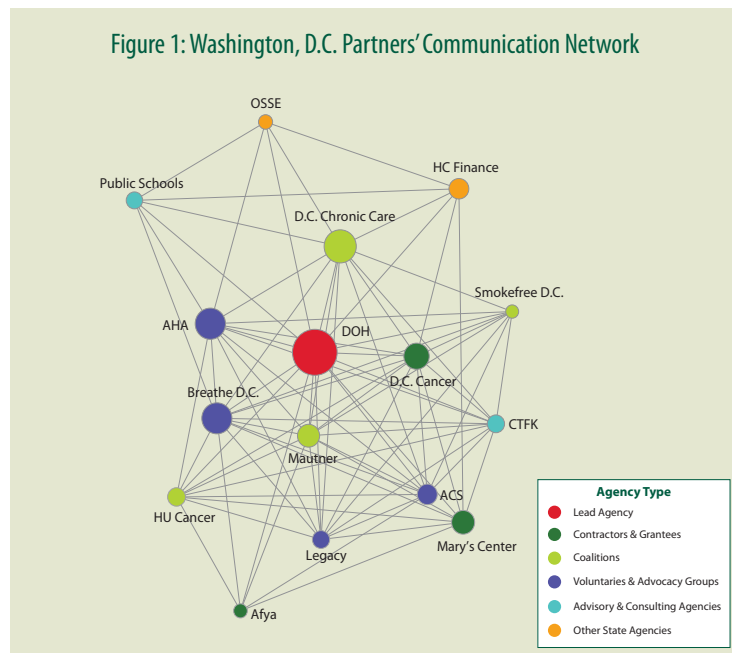 Figure 1: Washington, D.C. Partners' Communication Network
OSSE
HC Finance
Public Schools
D.C. Chronic Care
Smokefree D.C.
AHA
DOH
D.C. Cancer
Breathe D.C.
CTFK
Mautner
ACS
HU Cancer
Mary's Center
Legacy
Afya
Agency Type
Lead Agency
Contractors & Grantees
Coalitions
Voluntaries & Advocacy Groups
Advisory & Consulting Agencies
Other State Agencies